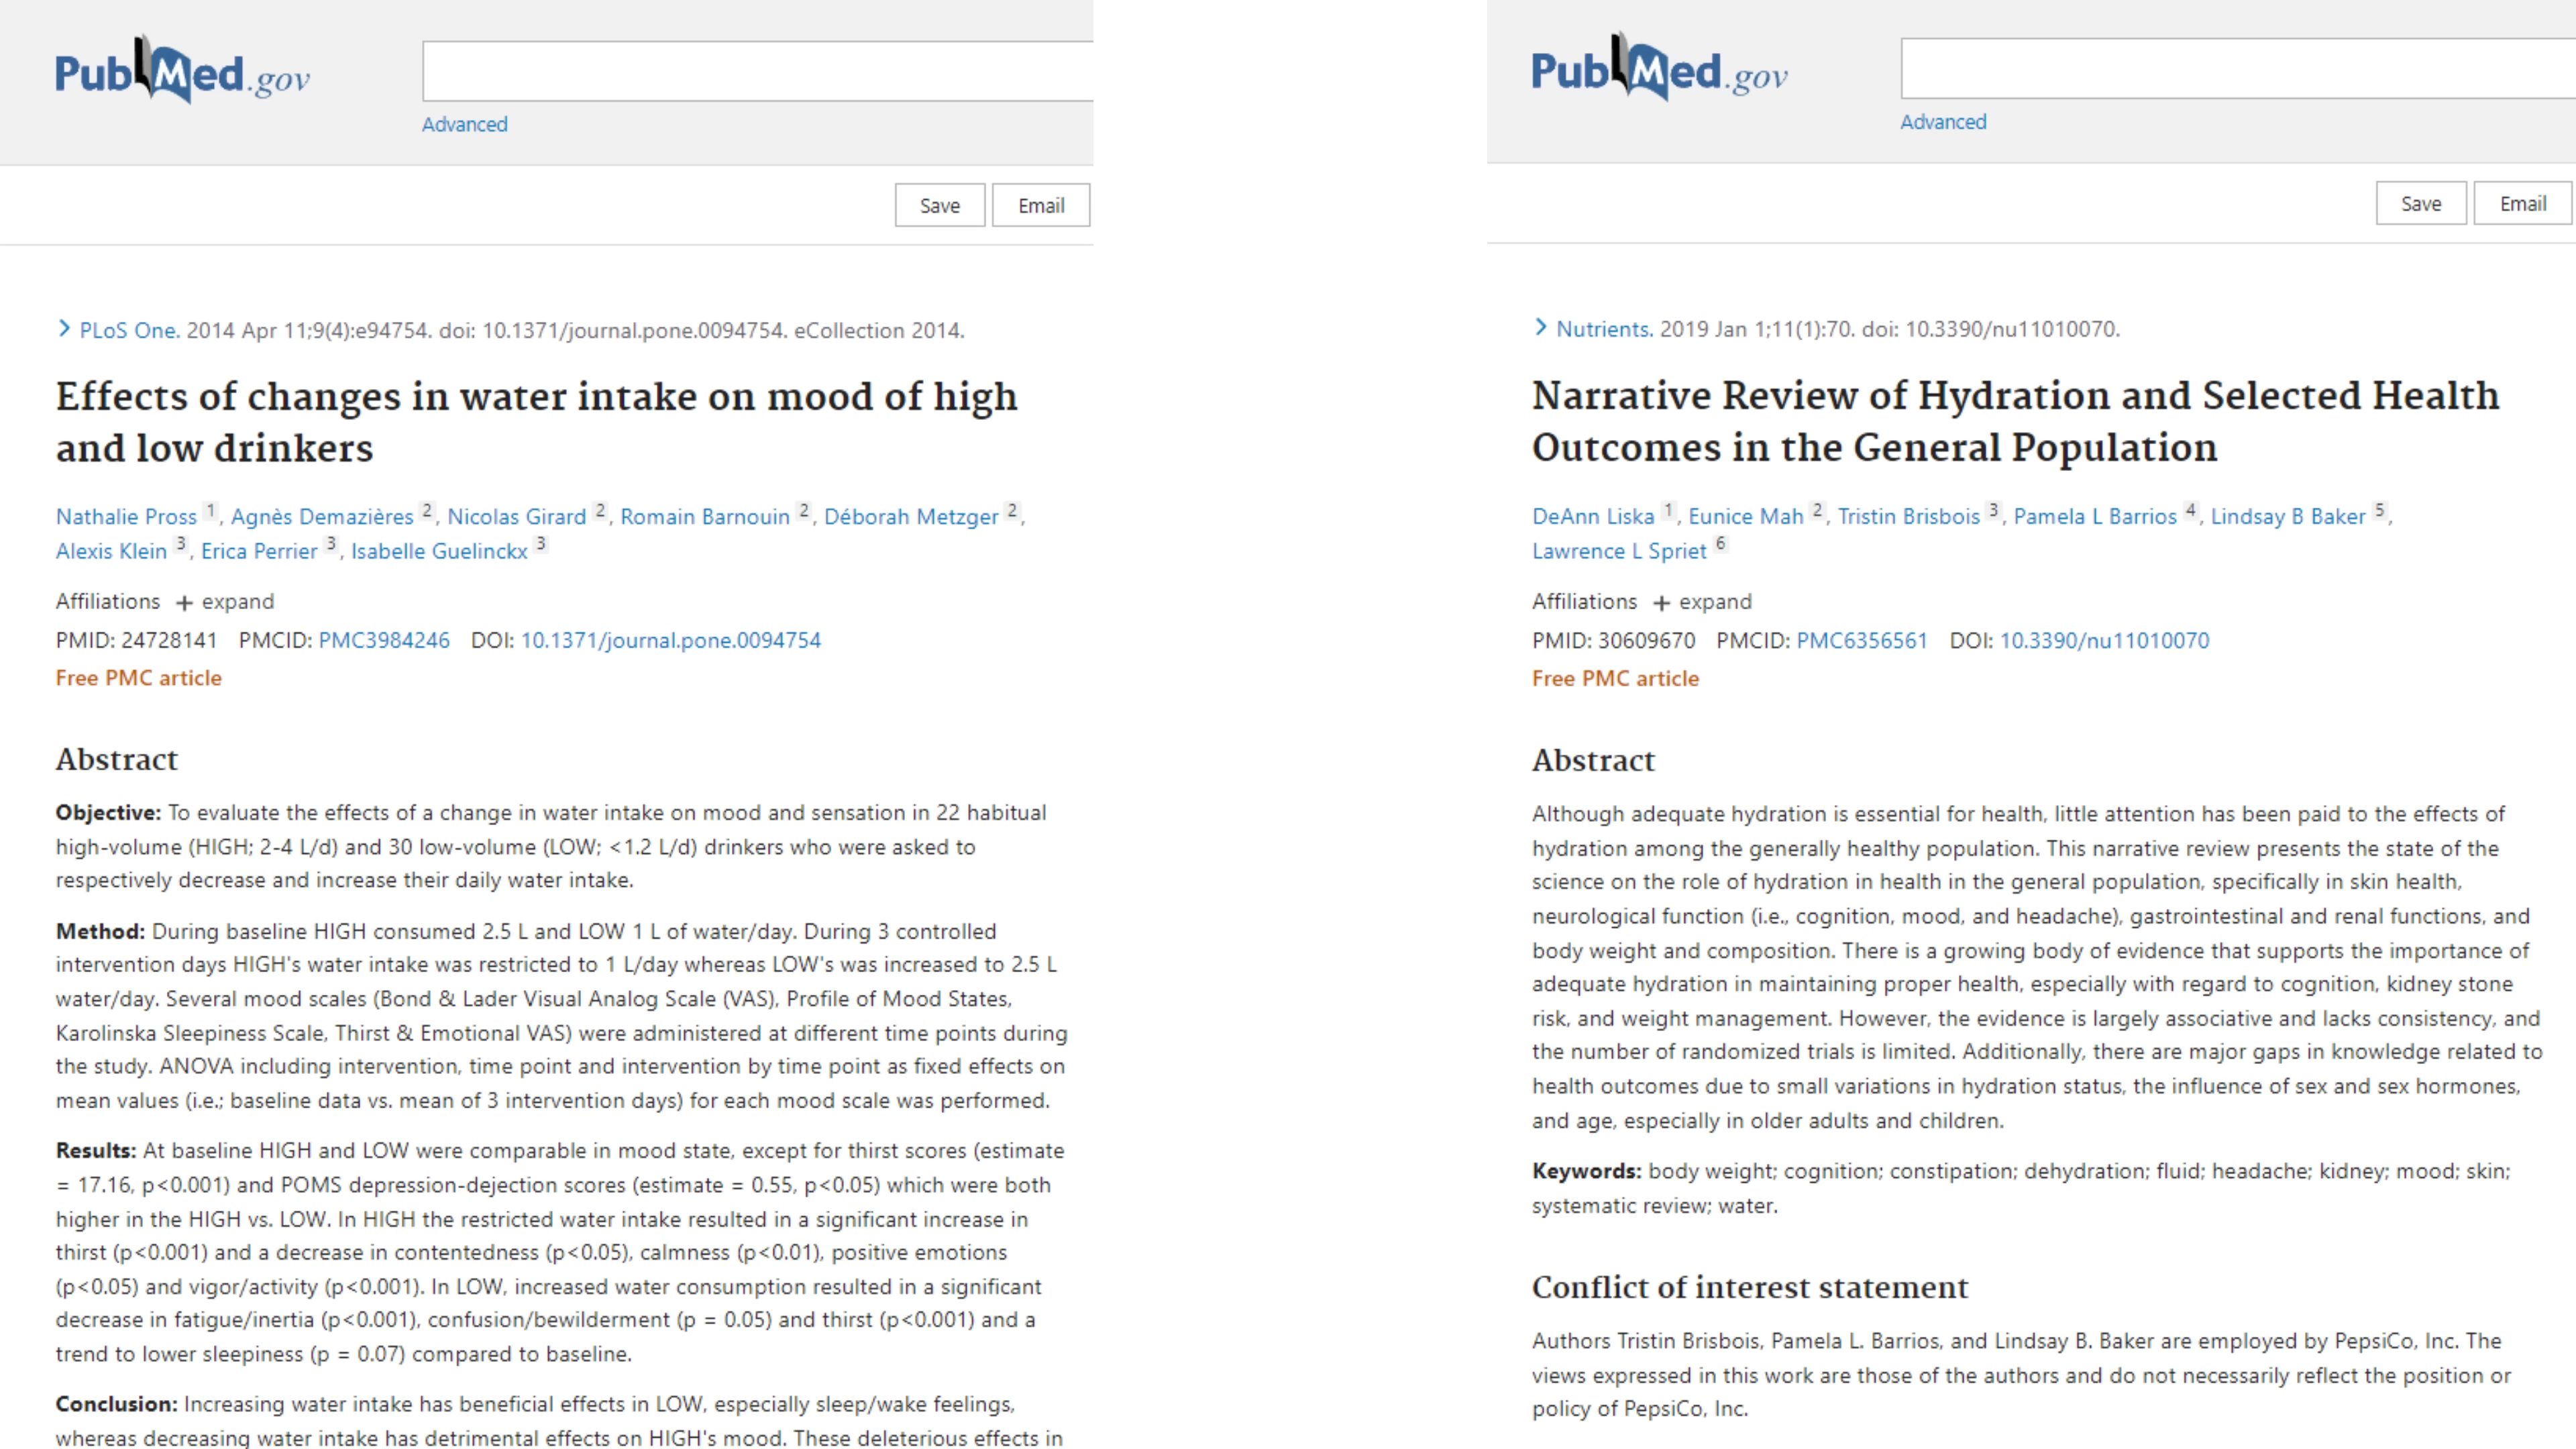 PubMed.gov
Advanced
Save Email
PLoS One. 2014 Apr 11;9(4):e94754. doi: 10.1371/journal.pone.0094754. eCollection 2014.
Effects of changes in water intake on mood of high
and low drinkers
Nathalie Pross 1, Agnès Demazières 2, Nicolas Girard 2, Romain Barnouin 2, Déborah Metzger 2,
Alexis Klein 3, Erica Perrier 3, Isabelle Guelinckx 3
Affiliations + expand
PMID: 24728141 PMCID: PMC3984246 DOI: 10.1371/journal.pone.0094754
Free PMC article
Abstract
Objective: To evaluate the effects of a change in water intake on mood and sensation in 22 habitual
high-volume (HIGH; 2-4 L/d) and 30 low-volume (LOW; <1.2 L/d) drinkers who were asked to
respectively decrease and increase their daily water intake.
Method: During baseline HIGH consumed 2.5 L and LOW 1 L of water/day. During 3 controlled
intervention days HIGH's water intake was restricted to 1 L/day whereas LOW's was increased to 2.5 L
water/day. Several mood scales (Bond & Lader Visual Analog Scale (VAS), Profile of Mood States,
Karolinska Sleepiness Scale, Thirst & Emotional VAS) were administered at different time points during
the study. ANOVA including intervention, time point and intervention by time point as fixed effects on
mean values (i.e.; baseline data vs. mean of 3 intervention days) for each mood scale was performed.
Results: At baseline HIGH and LOW were comparable in mood state, except for thirst scores (estimate
= 17.16, p<0.001) and POMS depression-dejection scores (estimate = 0.55, p<0.05) which were both
higher in the HIGH vs. LOW. In HIGH the restricted water intake resulted in a significant increase in
thirst (p<0.001) and a decrease in contentedness (p<0.05), calmness (p<0.01), positive emotions
(p<0.05) and vigor/activity (p<0.001). In LOW, increased water consumption resulted in a significant
decrease in fatigue/inertia (p<0.001), confusion/bewilderment (p = 0.05) and thirst (p<0.001) and a
trend to lower sleepiness (p = 0.07) compared to baseline.
Conclusion: Increasing water intake has beneficial effects in LOW, especially sleep/wake feelings,
whereas decreasing water intake has detrimental effects on HIGH's mood. These deleterious effects in
PubMed.gov
Advanced
Save Email
Nutrients. 2019 Jan 1;11(1):70. doi: 10.3390/nu11010070.
Narrative Review of Hydration and Selected Health
Outcomes in the General Population
DeAnn Liska 1, Eunice Mah 2, Tristin Brisbois 3, Pamela L Barrios 4, Lindsay B Baker 5,
Lawrence L Spriet 6
Affiliations + expand
PMID: 30609670 PMCID: PMC6356561 DOI: 10.3390/nu11010070
Free PMC article
Abstract
Although adequate hydration is essential for health, little attention has been paid to the effects of
hydration among the generally healthy population. This narrative review presents the state of the
science on the role of hydration in health in the general population, specifically in skin health,
neurological function (i.e., cognition, mood, and headache), gastrointestinal and renal functions, and
body weight and composition. There is a growing body of evidence that supports the importance of
adequate hydration in maintaining proper health, especially with regard to cognition, kidney stone
risk, and weight management. However, the evidence is largely associative and lacks consistency, and
the number of randomized trials is limited. Additionally, there are major gaps in knowledge related to
health outcomes due to small variations in hydration status, the influence of sex and sex hormones,
and age, especially in older adults and children.
Keywords: body weight; cognition; constipation; dehydration; fluid; headache; kidney; mood; skin;
systematic review; water.
Conflict of interest statement
Authors Tristin Brisbois, Pamela L. Barrios, and Lindsay B. Baker are employed by PepsiCo, Inc. The
views expressed in this work are those of the authors and do not necessarily reflect the position or
policy of PepsiCo, Inc.